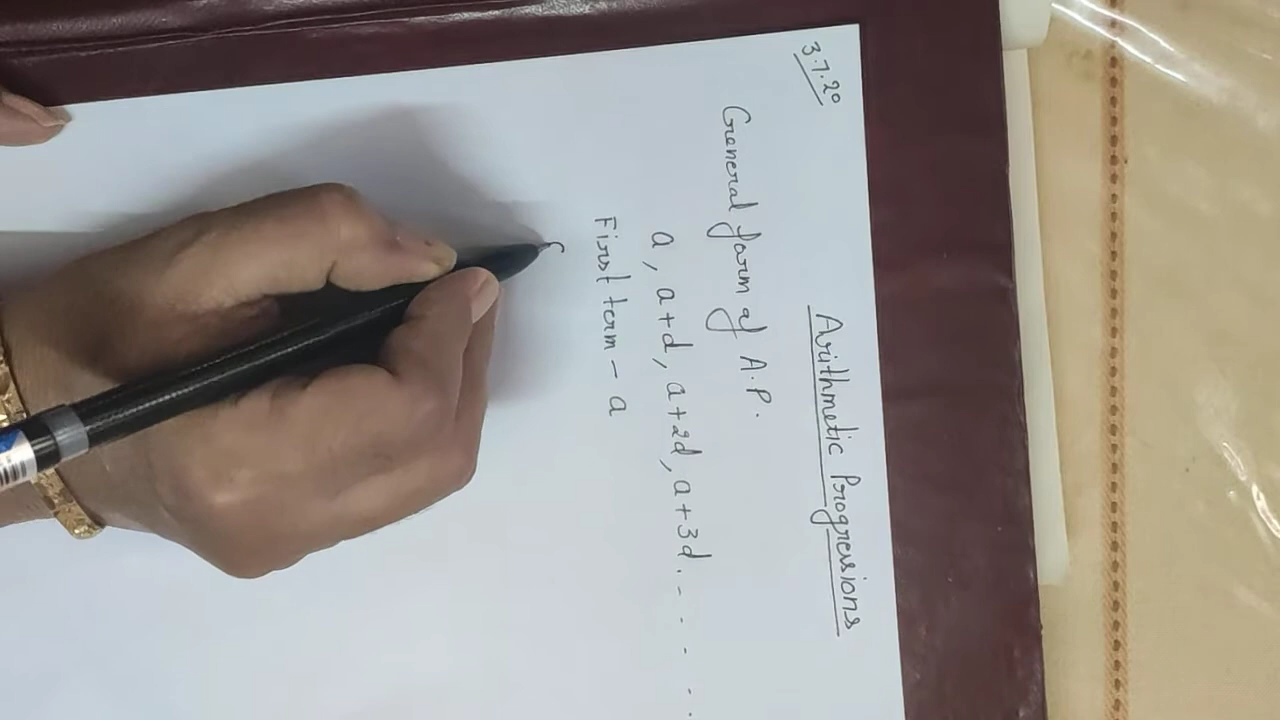 3.7.20
Arithmetic Progressions
General form of A.P.
a, a+d, a+2d, a+3d. - - - .
First term - a